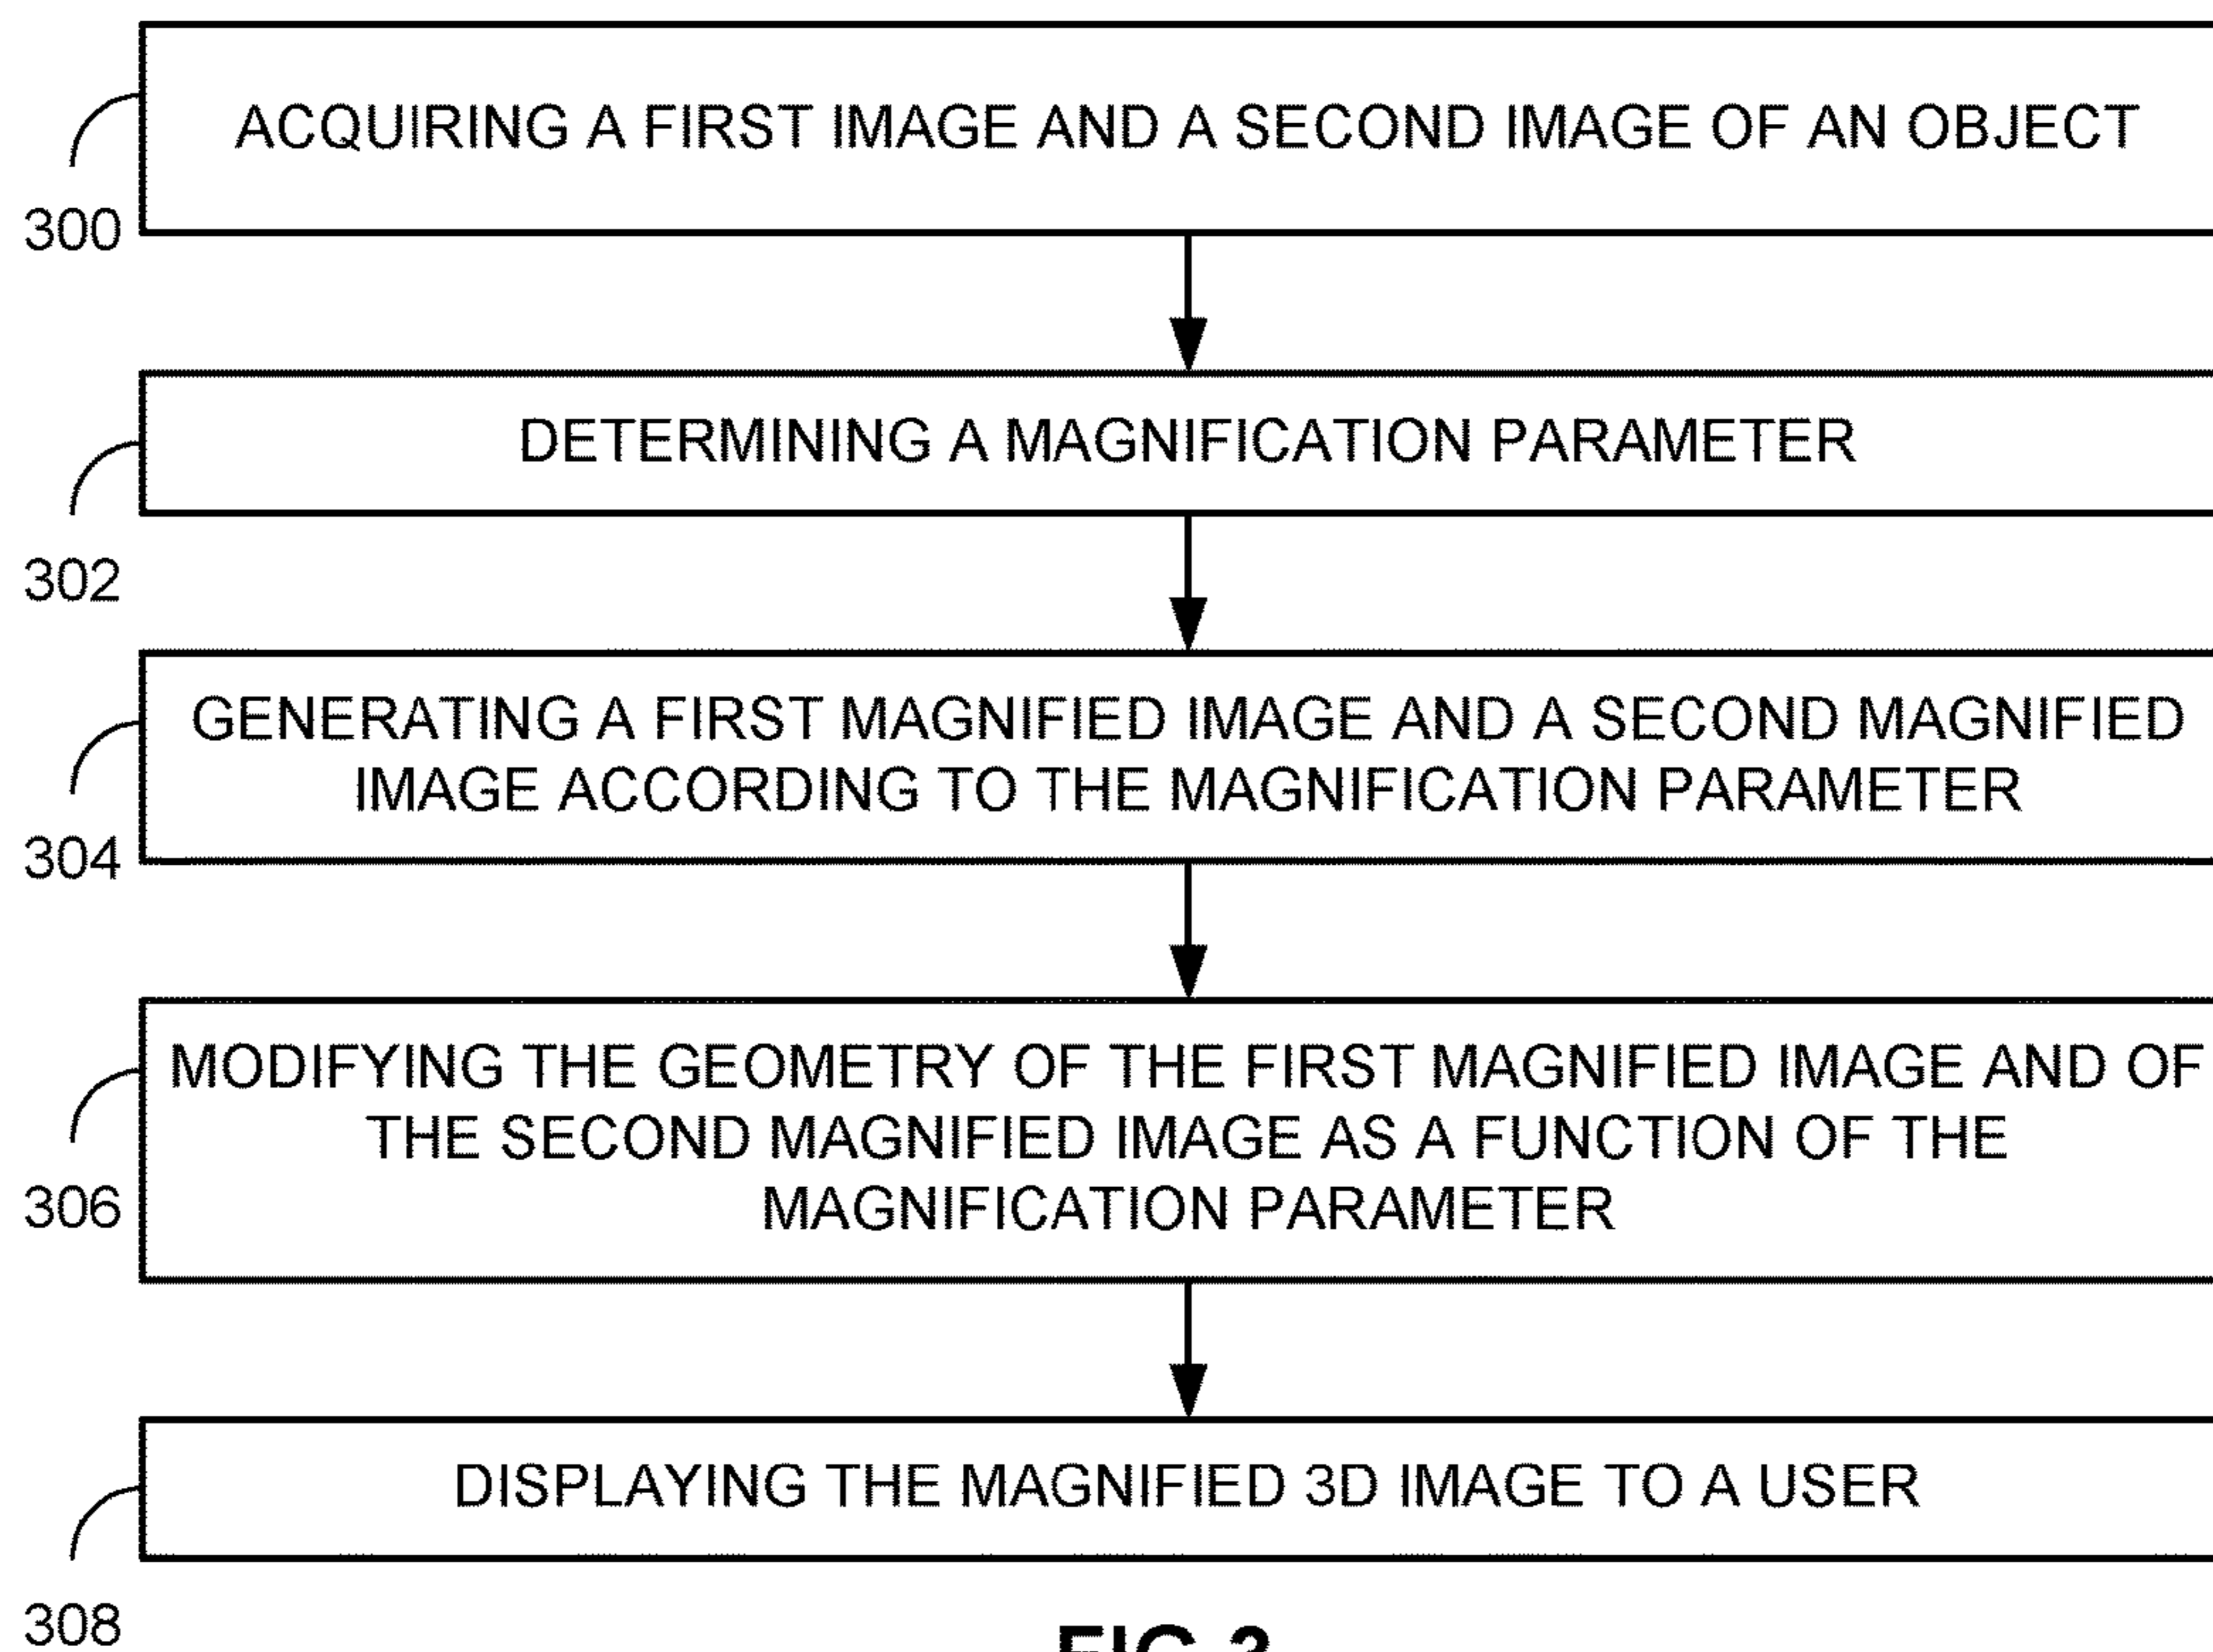 ACQUIRING A FIRST IMAGE AND A SECOND IMAGE OF AN OBJECT
300
DETERMINING A MAGNIFICATION PARAMETER
302
GENERATING A FIRST MAGNIFIED IMAGE AND A SECOND MAGNIFIED
IMAGE ACCORDING TO THE MAGNIFICATION PARAMETER
304
MODIFYING THE GEOMETRY OF THE FIRST MAGNIFIED IMAGE AND OF
THE SECOND MAGNIFIED IMAGE AS A FUNCTION OF THE
MAGNIFICATION PARAMETER
306
DISPLAYING THE MAGNIFIED 3D IMAGE TO A USER
308